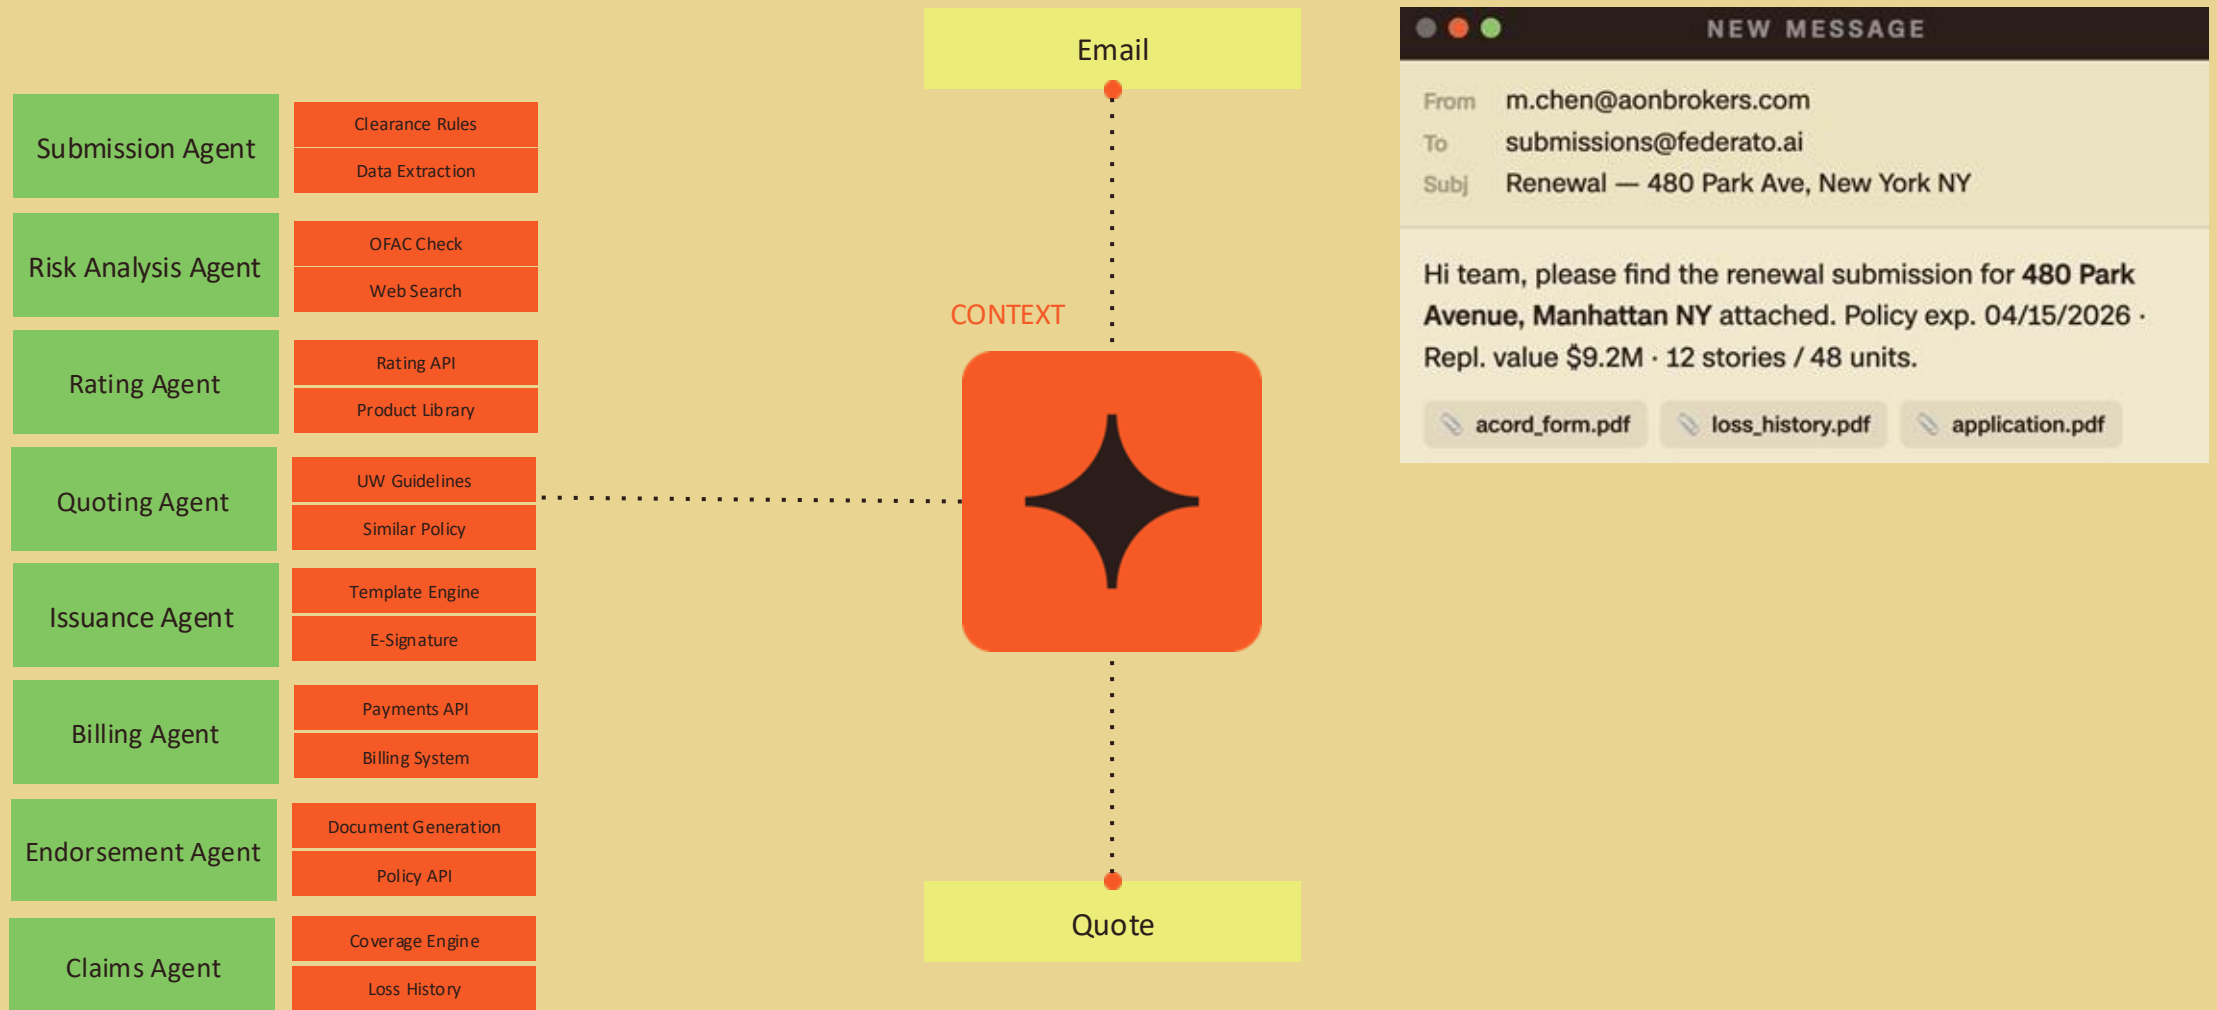 Submission Agent
Clearance Rules
Data Extraction
Risk Analysis Agent
OFAC Check
Web Search
Rating Agent
Rating API
Product Library
Quoting Agent
UW Guidelines
Similar Policy
Issuance Agent
Template Engine
E-Signature
Billing Agent
Payments API
Billing System
Endorsement Agent
Document Generation
Policy API
Claims Agent
Coverage Engine
Loss History
Email
CONTEXT
Quote
NEW MESSAGE
From m.chen@aonbrokers.com
To submissions@federato.ai
Subj Renewal — 480 Park Ave, New York NY
Hi team, please find the renewal submission for 480 Park
Avenue, Manhattan NY attached. Policy exp. 04/15/2026 ·
Repl. value $9.2M · 12 stories / 48 units.
acord_form.pdf loss_history.pdf application.pdf